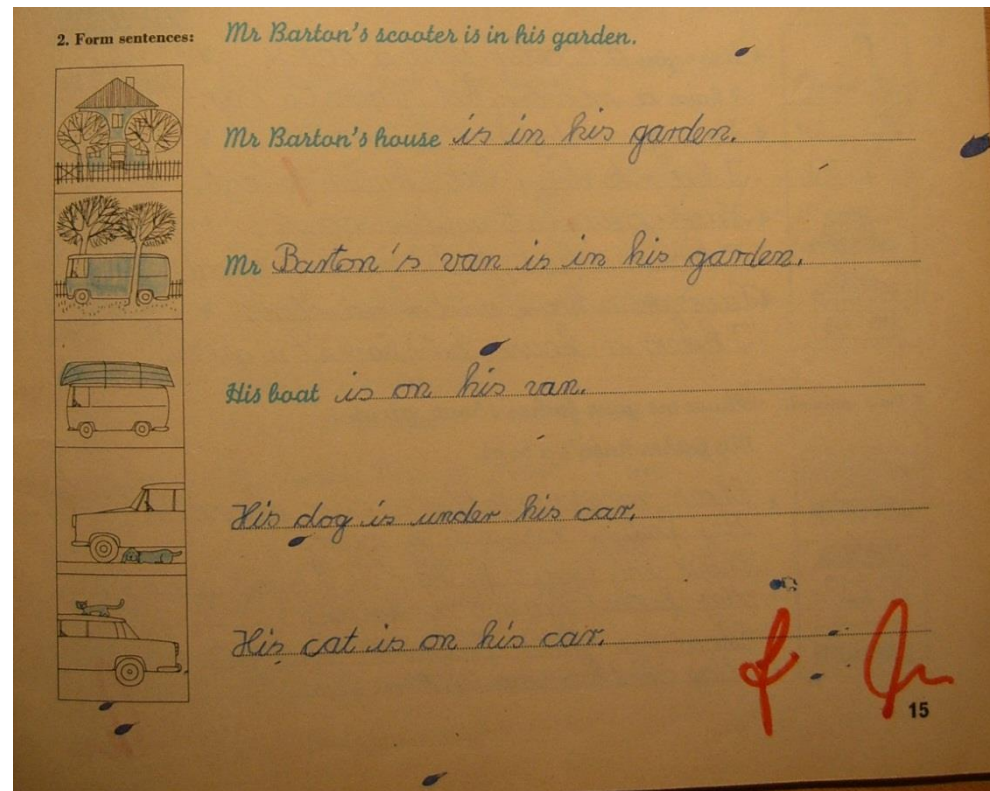 2. Form sentences: Mr Barton's scooter is in his garden.
Mr Barton's house is in his garden.
Mr Barton's van is in his garden.
His boat is on his van.
His dog is under his car.
His cat is on his car.
15